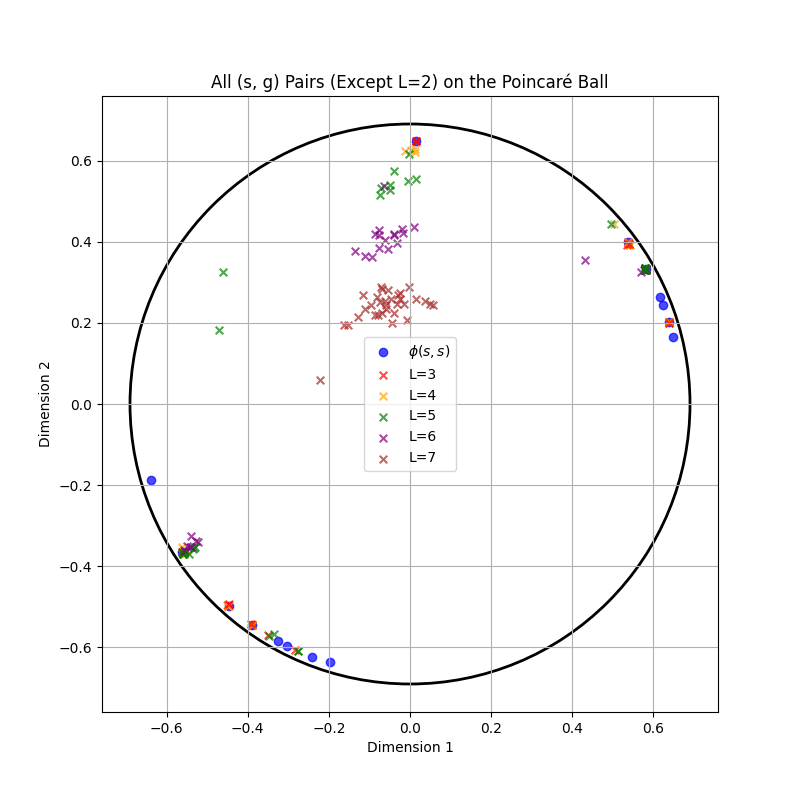 All (s, g) Pairs (Except L=2) on the Poincaré Ball
0.6
0.4
0.2
0.0
−0.2
−0.4
−0.6
Dimension 2
ϕ(s, s)
L=3
L=4
L=5
L=6
L=7
−0.6 −0.4 −0.2 0.0 0.2 0.4 0.6
Dimension 1